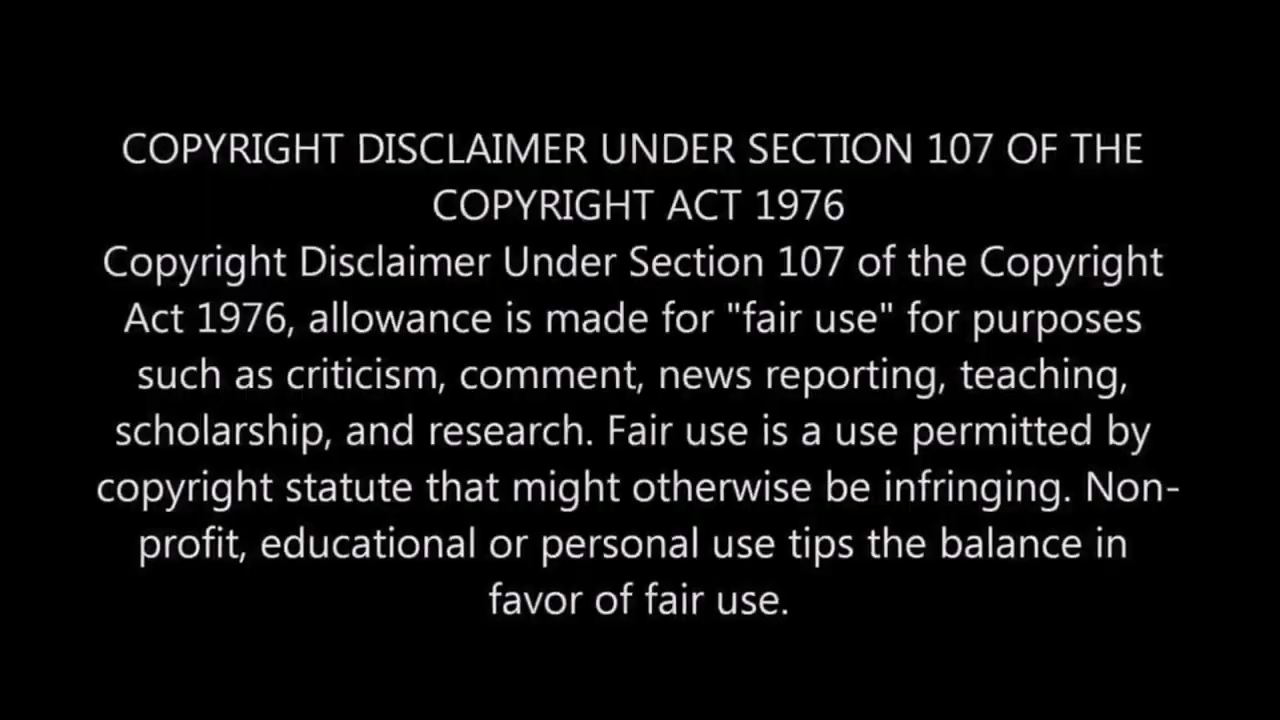 COPYRIGHT DISCLAIMER UNDER SECTION 107 OF THE
COPYRIGHT ACT 1976
Copyright Disclaimer Under Section 107 of the Copyright
Act 1976, allowance is made for "fair use" for purposes
such as criticism, comment, news reporting, teaching,
scholarship, and research. Fair use is a use permitted by
copyright statute that might otherwise be infringing. Non-
profit, educational or personal use tips the balance in
favor of fair use.